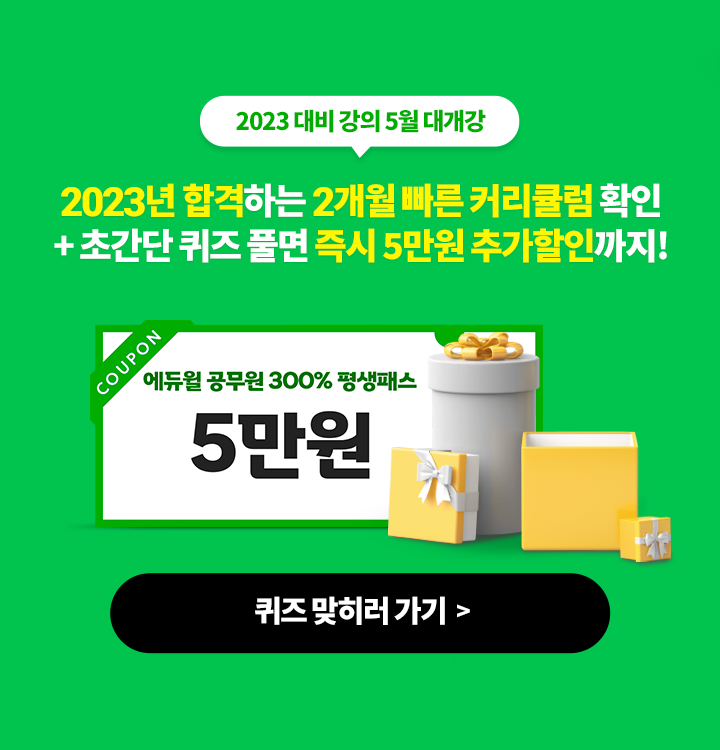 2023 대비 강의 5월 대개강
2023년 합격하는 2개월 빠른 커리큘럼 확인
+ 초간단 퀴즈 풀면 즉시 5만원 추가할인까지!
COUPON
에듀윌 공무원 300% 평생패스
5만원
퀴즈 맞히러 가기 >